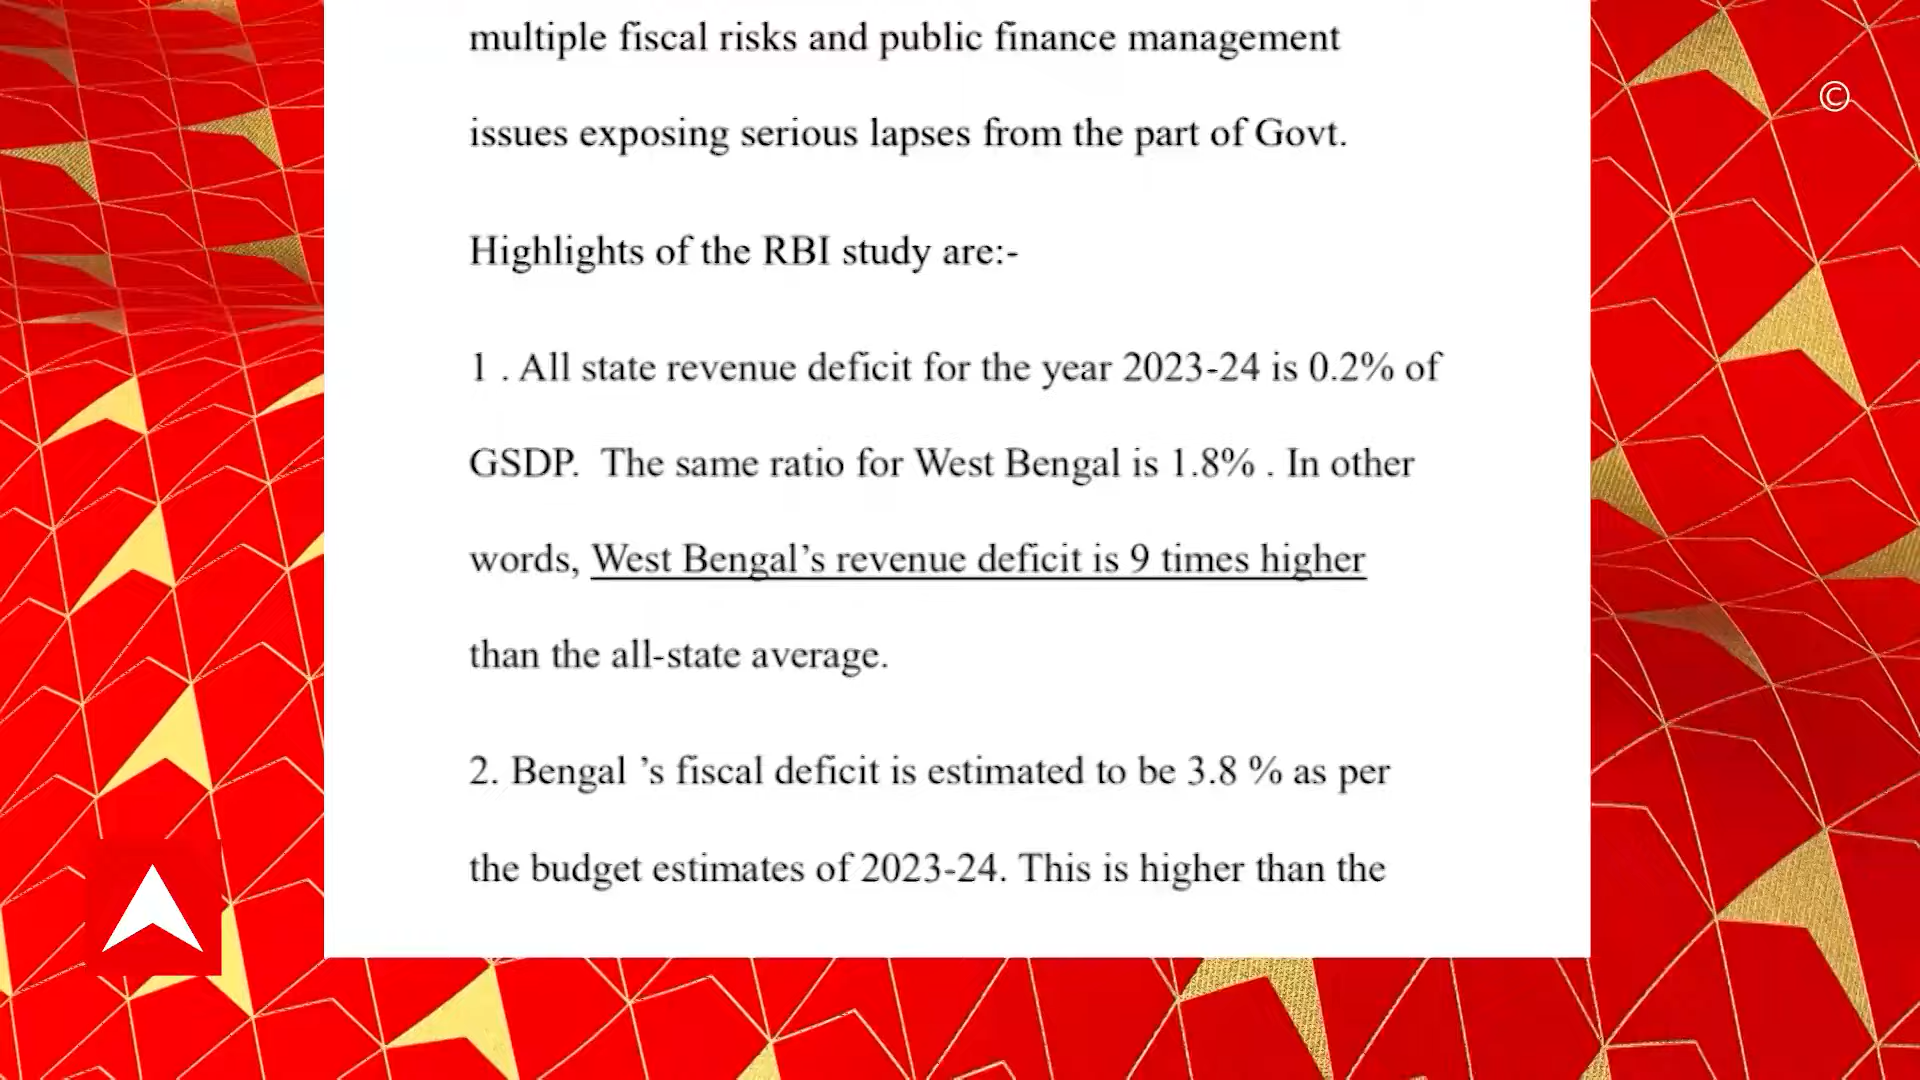 multiple fiscal risks and public finance management
issues exposing serious lapses from the part of Govt.
Highlights of the RBI study are:-
1 . All state revenue deficit for the year 2023-24 is 0.2% of
GSDP.  The same ratio for West Bengal is 1.8% . In other
words, West Bengal’s revenue deficit is 9 times higher
than the all-state average.
2. Bengal ’s fiscal deficit is estimated to be 3.8 % as per
the budget estimates of 2023-24. This is higher than the
©